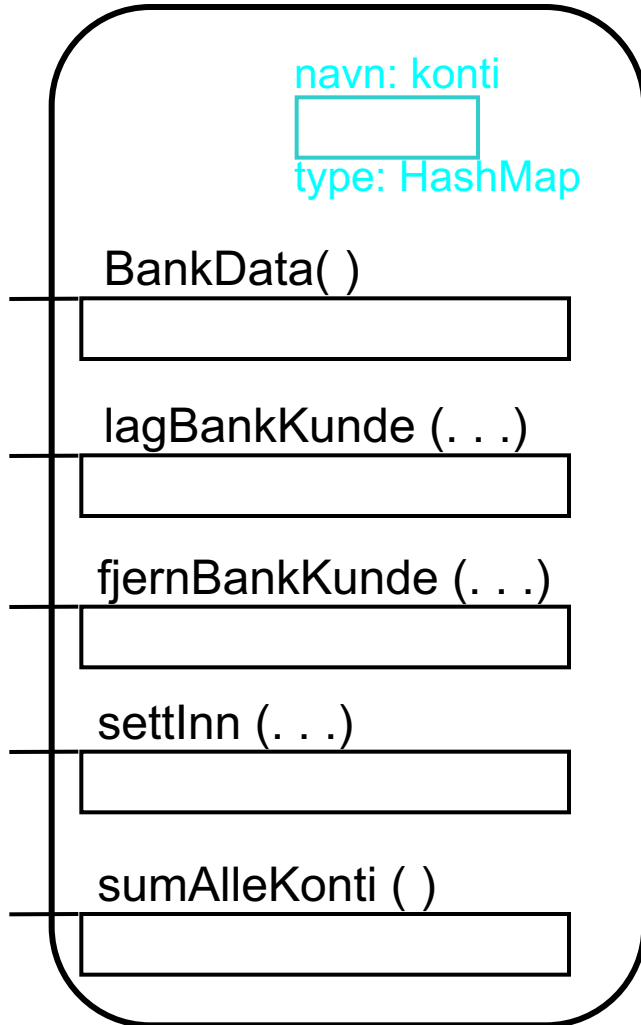 navn: konti
type: HashMap
BankData( )
lagBankKunde (. . .)
fjernBankKunde (. . .)
settInn (. . .)
sumAlleKonti ( )